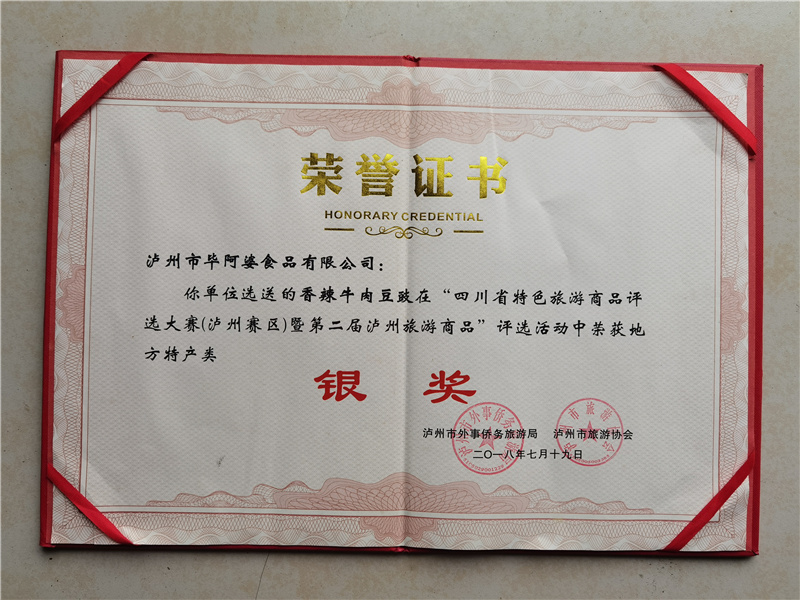 荣誉证书
HONORARY CREDENTIAL
泸州市毕阿婆食品有限公司：
你单位选送的香辣牛肉豆豉在“四川省特色旅游商品评
选大赛(泸州赛区)暨第二届泸州旅游商品”评选活动中荣获地
方特产类
银 奖
泸州市外事侨务旅游局 泸州市旅游协会
二〇一八年七月十九日